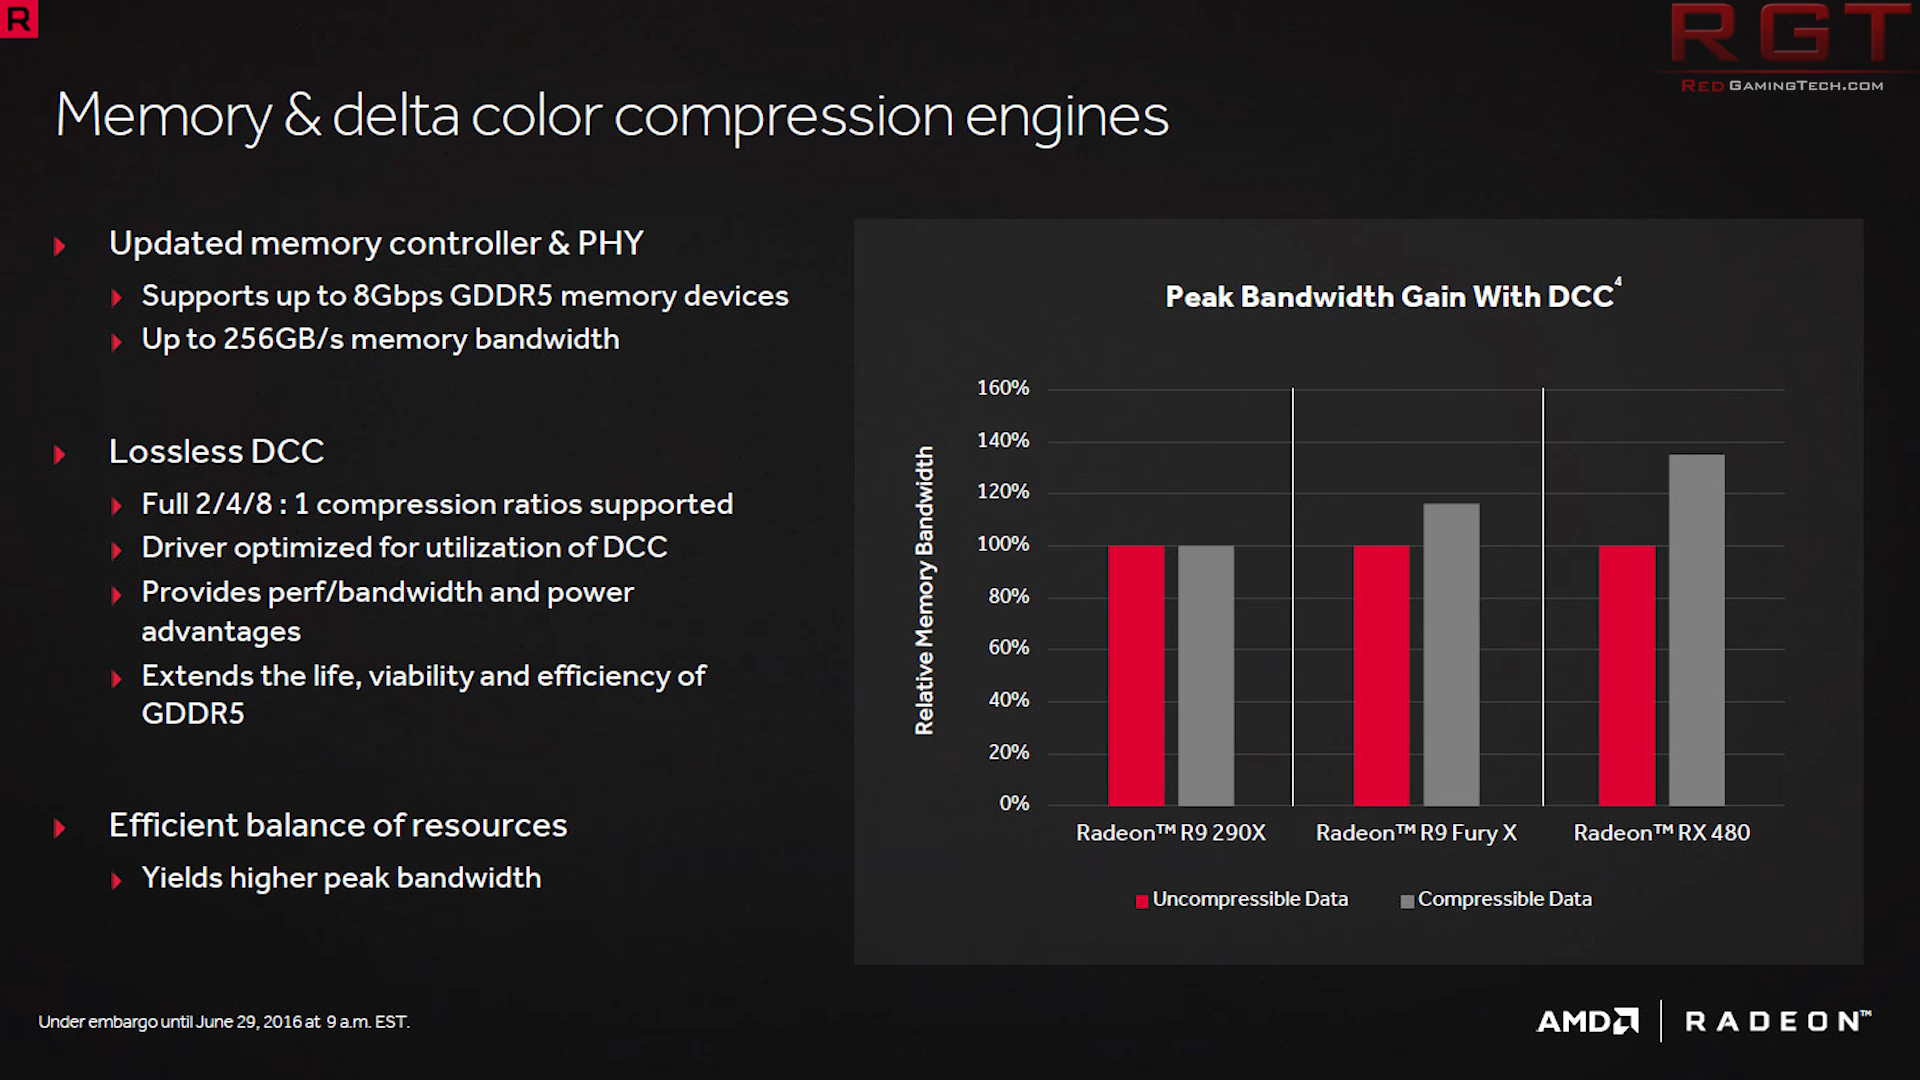 R
RGT
RedGamingTech.com
Memory & delta color compression engines
Updated memory controller & PHY
Supports up to 8Gbps GDDR5 memory devices
Up to 256GB/s memory bandwidth
Lossless DCC
Full 2/4/8 : 1 compression ratios supported
Driver optimized for utilization of DCC
Provides perf/bandwidth and power
advantages
Extends the life, viability and efficiency of
GDDR5
Efficient balance of resources
Yields higher peak bandwidth
Peak Bandwidth Gain With DCC⁴
Relative Memory Bandwidth
160%
140%
120%
100%
80%
60%
40%
20%
0%
Radeon™ R9 290X Radeon™ R9 Fury X Radeon™ RX 480
Uncompressible Data Compressible Data
Under embargo until June 29, 2016 at 9 a.m. EST.
AMD RADEON™